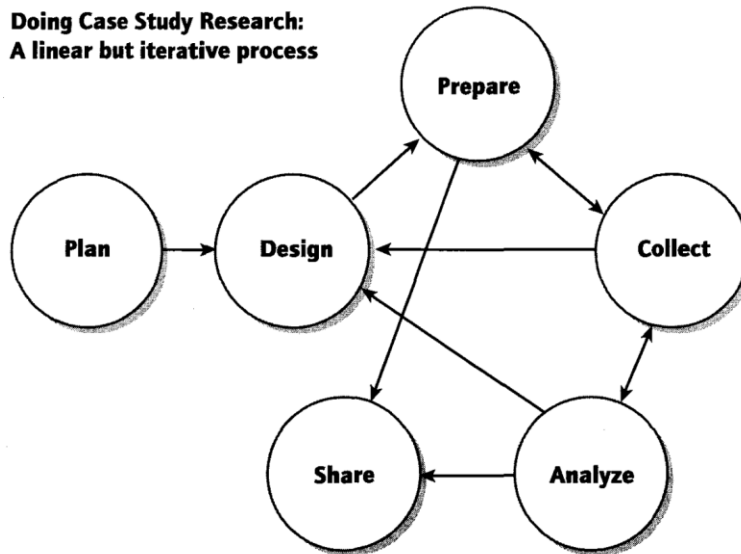 Doing Case Study Research:
A linear but iterative process
Prepare
Plan
Design
Collect
Share
Analyze